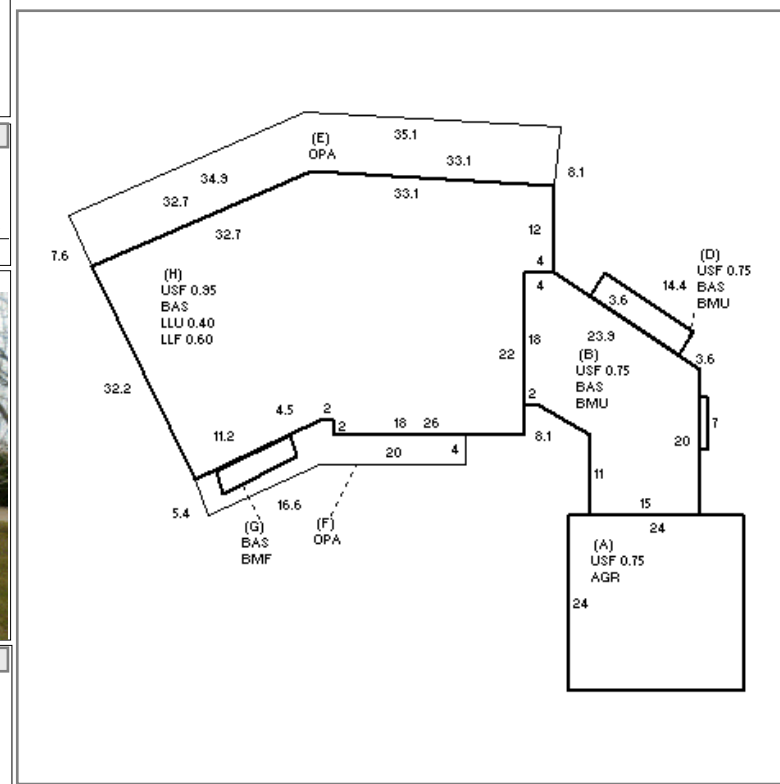 35.1
(E)
OPA
33.1
8.1
34.9
32.7
33.1
32.7
12
7.6
4
4
(D)
USF 0.75
BAS
BMU
(H)
USF 0.95
BAS
LLU 0.40
LLF 0.60
14.4
3.6
23.9
18
22
(B)
USF 0.75
BAS
BMU
3.6
32.2
2
4.5
2
11.2
2
18 26
8.1
7
20
20
4
11
16.6
5.4
15
24
(G)
BAS
BMF
(F)
OPA
(A)
USF 0.75
AGR
24